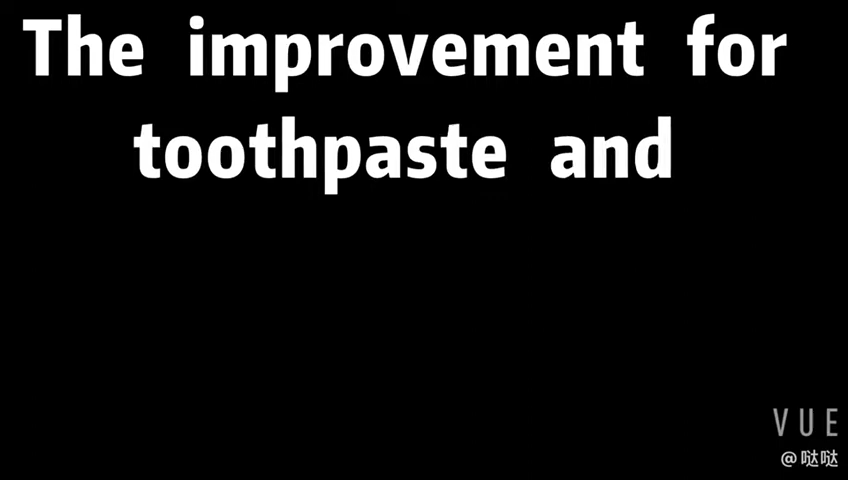 The improvement for
toothpaste and
VUE
@哒哒